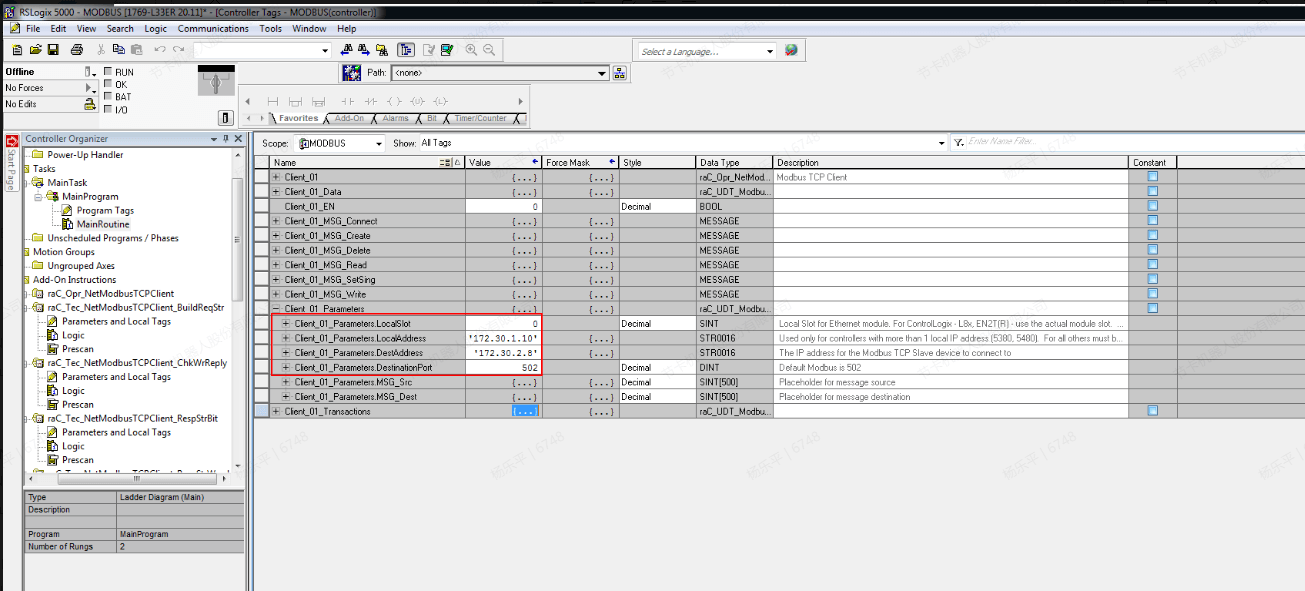 RSLogix 5000 - MODBUS [1769-L33ER 20.11]* - [Controller Tags - MODBUS(controller)]
File Edit View Search Logic Communications Tools Window Help
Select a Language...
Offline RUN
No Forces OK
No Edits BAT
I/O
Path: <none>
Favorites Add-On Alarms Bit Timer/Counter
Start Page
Controller Organizer
Power-Up Handler
Tasks
MainTask
MainProgram
Program Tags
MainRoutine
Unscheduled Programs / Phases
Motion Groups
Ungrouped Axes
Add-On Instructions
raC_Opr_NetModbusTCPClient
raC_Tec_NetModbusTCPClient_BuildReqStr
Parameters and Local Tags
Logic
Prescan
raC_Tec_NetModbusTCPClient_ChkWrReply
Parameters and Local Tags
Logic
Prescan
raC_Tec_NetModbusTCPClient_RespStrBit
Parameters and Local Tags
Logic
Prescan
Type Ladder Diagram (Main)
Description
Program MainProgram
Number of Rungs 2
Scope: MODBUS Show: All Tags Enter Name Filter...
Name Value Force Mask Style Data Type Description Constant
Client_01 {...} {...} raC_Opr_NetMod... Modbus TCP Client
Client_01_Data {...} {...} raC_UDT_Modbu...
Client_01_EN 0 Decimal BOOL
Client_01_MSG_Connect {...} {...} MESSAGE
Client_01_MSG_Create {...} {...} MESSAGE
Client_01_MSG_Delete {...} {...} MESSAGE
Client_01_MSG_Read {...} {...} MESSAGE
Client_01_MSG_SetSing {...} {...} MESSAGE
Client_01_MSG_Write {...} {...} MESSAGE
Client_01_Parameters {...} {...} raC_UDT_Modbu...
Client_01_Parameters.LocalSlot 0 Decimal SINT Local Slot for Ethernet module. For ControlLogix - L8x, EN2T(R) - use the actual module slot. ...
Client_01_Parameters.LocalAddress '172.30.1.10' {...} STR0016 Used only for controllers with more than 1 local IP address (5380, 5480). For all others must b...
Client_01_Parameters.DestAddress '172.30.2.8' {...} STR0016 The IP address for the Modbus TCP Slave device to connect to
Client_01_Parameters.DestinationPort 502 Decimal DINT Default Modbus is 502
Client_01_Parameters.MSG_Src {...} {...} Decimal SINT[500] Placeholder for message source
Client_01_Parameters.MSG_Dest {...} {...} Decimal SINT[500] Placeholder for message destination
Client_01_Transactions {...} {...} raC_UDT_Modbu...